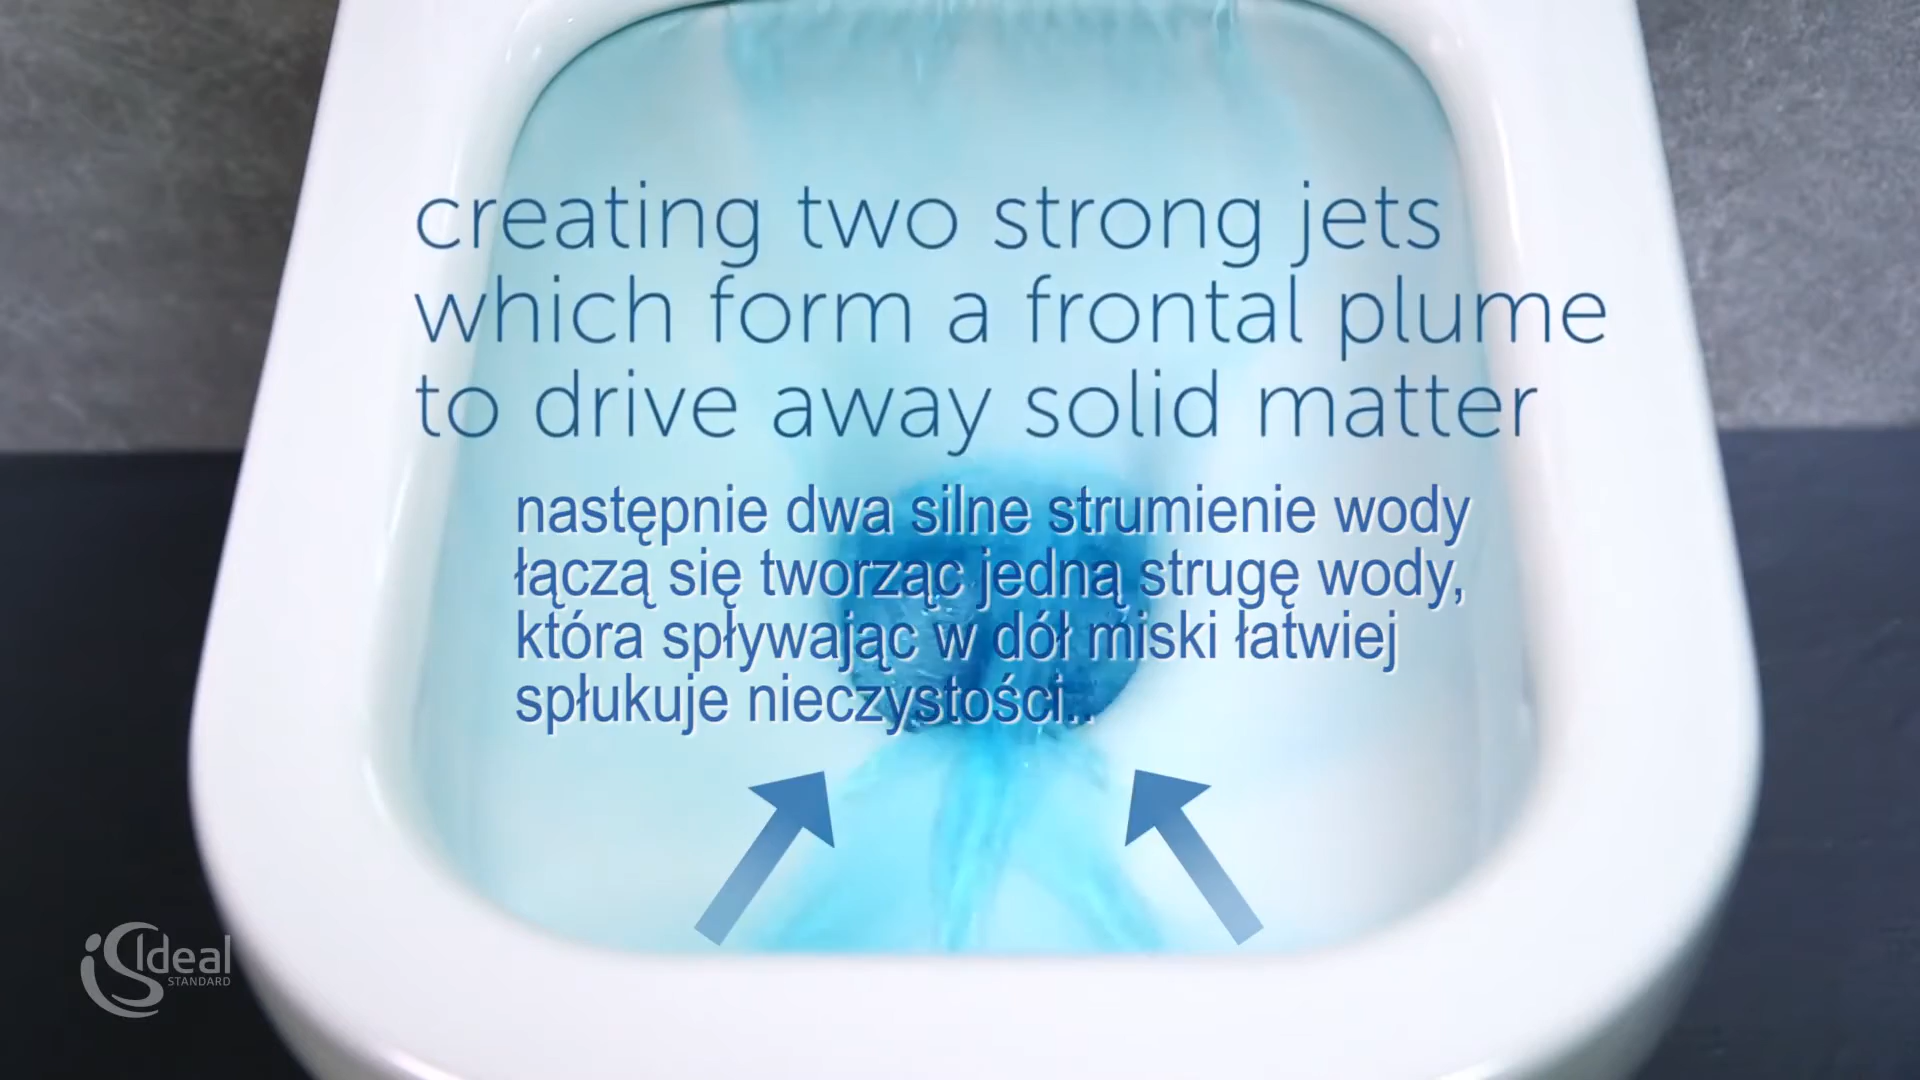 creating two strong jets
which form a frontal plume
to drive away solid matter
następnie dwa silne strumienie wody
łączą się tworząc jedną strugę wody,
która spływając w dół miski łatwiej
spłukuje nieczystości..
Ideal
STANDARD